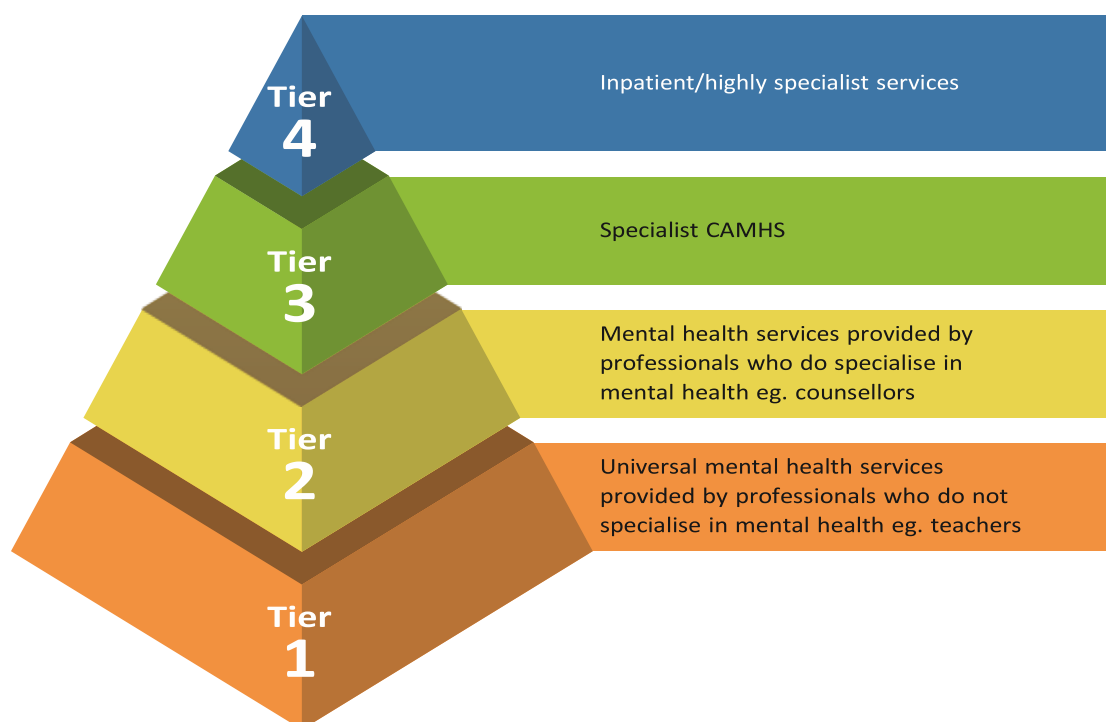 Tier
4
Inpatient/highly specialist services
Tier
3
Specialist CAMHS
Tier
2
Mental health services provided by
professionals who do specialise in
mental health eg. counsellors
Tier
1
Universal mental health services
provided by professionals who do not
specialise in mental health eg. teachers